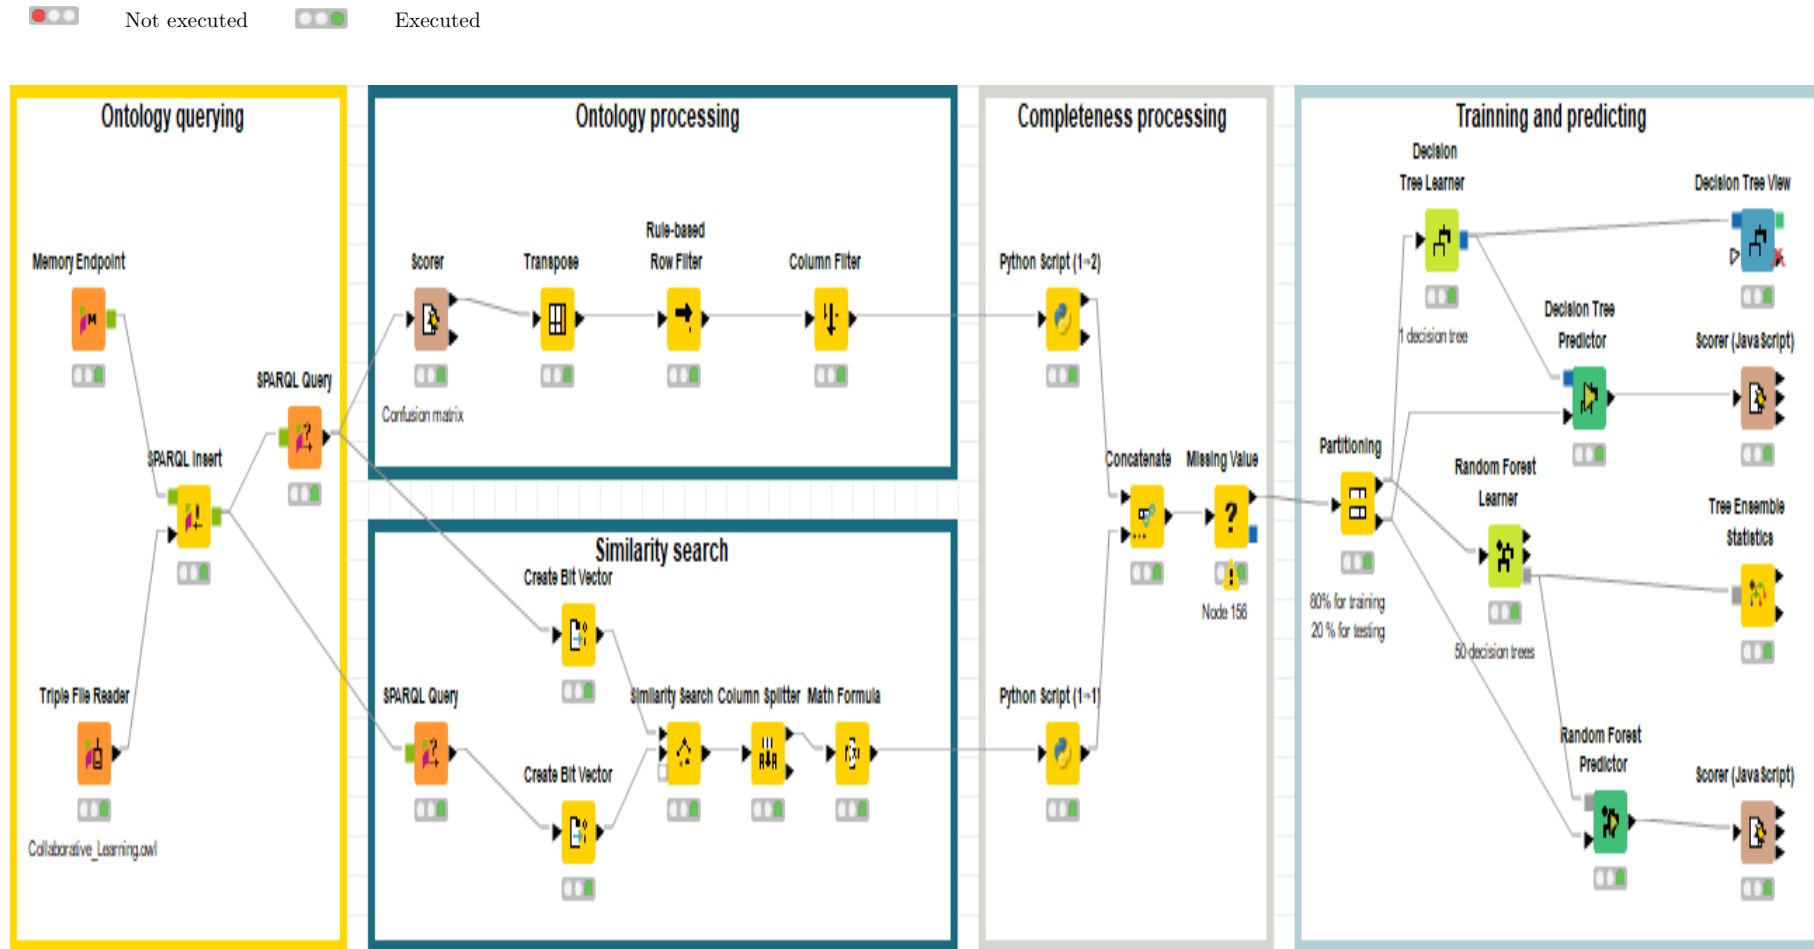 Not executed
Executed
Ontology querying
Memory Endpoint
SPARQL Query
SPARQL Insert
Triple File Reader
Collaborative_Learning.owl
Ontology processing
Scorer
Confusion matrix
Transpose
Rule-based
Row Filter
Column Filter
Similarity search
Create Bit Vector
SPARQL Query
Create Bit Vector
Similarity Search
Column Splitter
Math Formula
Completeness processing
Python Script (1→2)
Concatenate
Missing Value
Node 156
Python Script (1→1)
Trainning and predicting
Decision
Tree Learner
1 decision tree
Decision Tree View
Decision Tree
Predictor
Scorer (JavaScript)
Partitioning
80% for training
20 % for testing
Random Forest
Learner
50 decision trees
Tree Ensemble
Statistics
Random Forest
Predictor
Scorer (JavaScript)